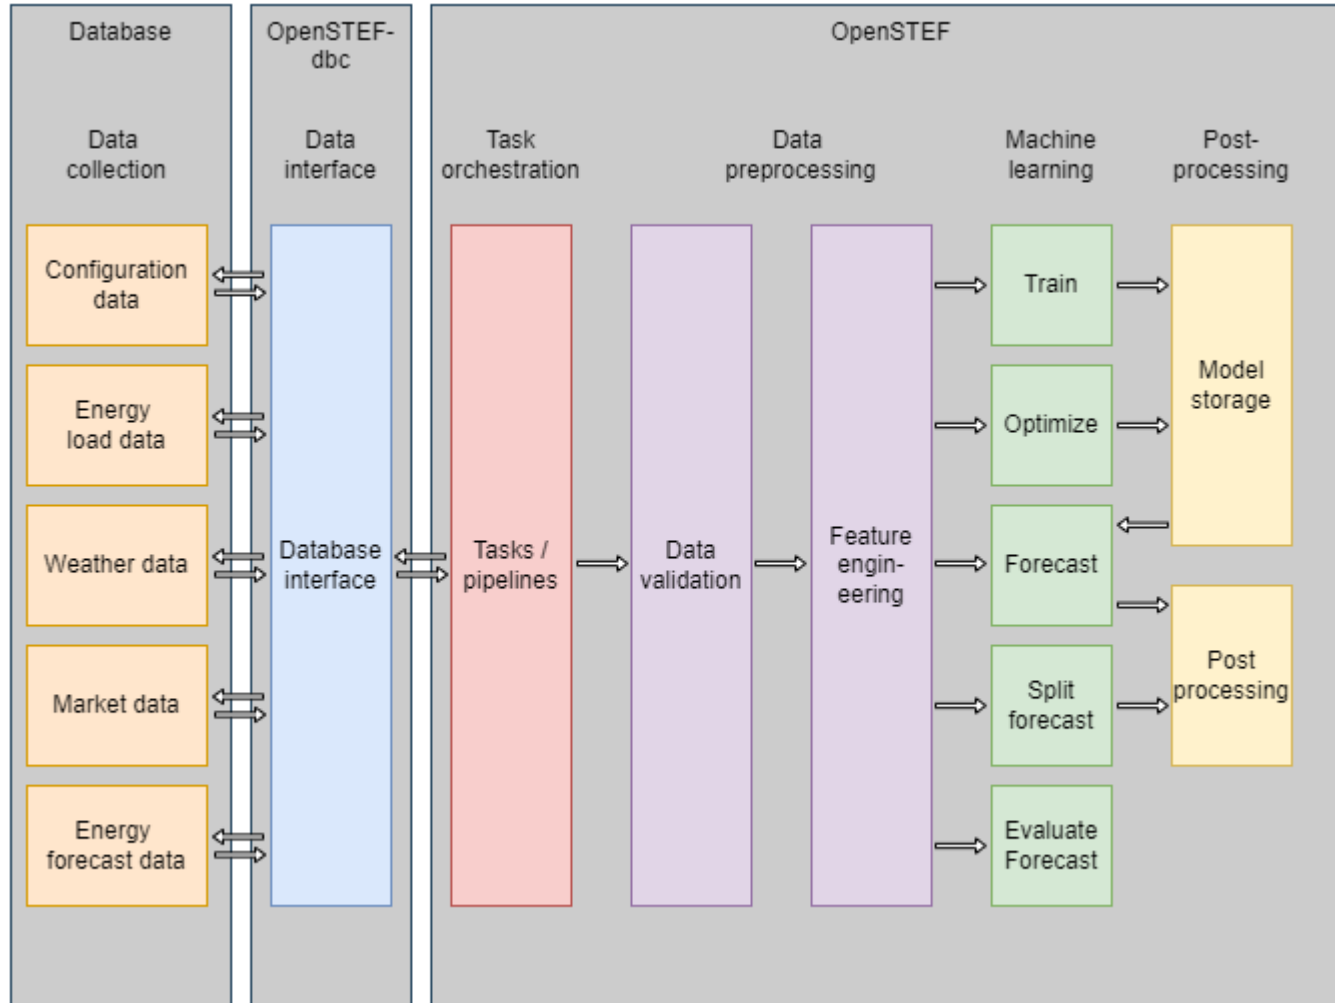 Database
OpenSTEF-
dbc
OpenSTEF
Data
collection
Data
interface
Task
orchestration
Data
preprocessing
Machine
learning
Post-
processing
Configuration
data
Energy
load data
Weather data
Market data
Energy
forecast data
Database
interface
Tasks /
pipelines
Data
validation
Feature
engin-
eering
Train
Optimize
Forecast
Split
forecast
Evaluate
Forecast
Model
storage
Post
processing